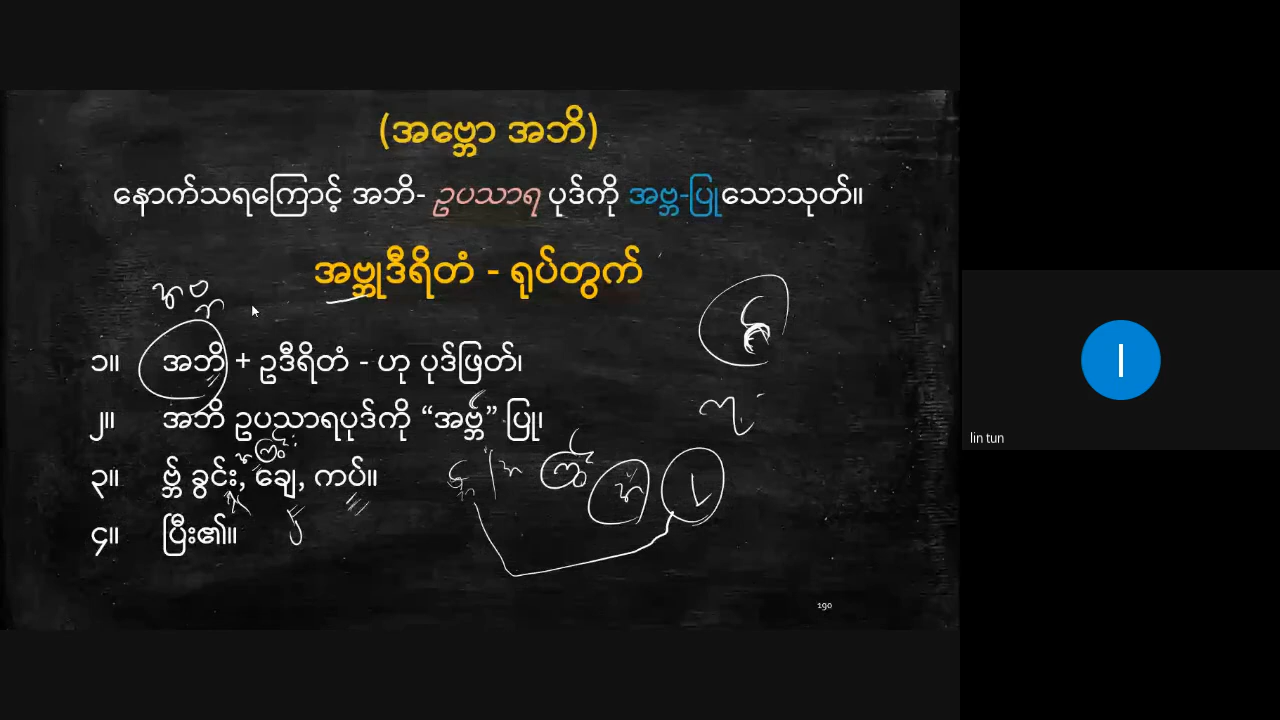 (အဗ္ဘော အဘိ)
နောက်သရကြောင့် အဘိ- ဥပသာရ ပုဒ်ကို အဗ္ဘ-ပြုသောသုတ်။
အဗ္ဘုဒီရိတံ - ရုပ်တွက်
၁။ အဘိ + ဥဒီရိတံ - ဟု ပုဒ်ဖြတ်၊
၂။ အဘိ ဥပသာရပုဒ်ကို “အဗ္ဘ်” ပြု၊
၃။ ဗ္ဘ် ခွင်း, ချေ, ကပ်။
၄။ ပြီး၏။
190
lin tun